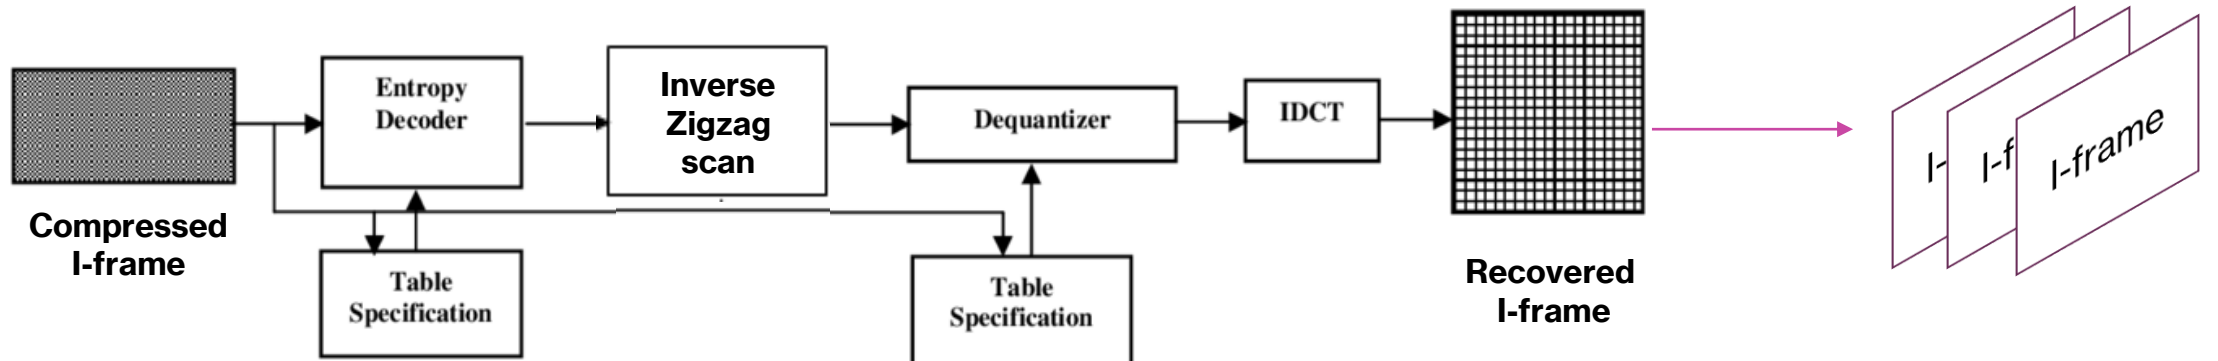 Compressed
I-frame
Entropy
Decoder
Table
Specification
Inverse
Zigzag
scan
Dequantizer
Table
Specification
IDCT
Recovered
I-frame
I-
I-f
I-frame